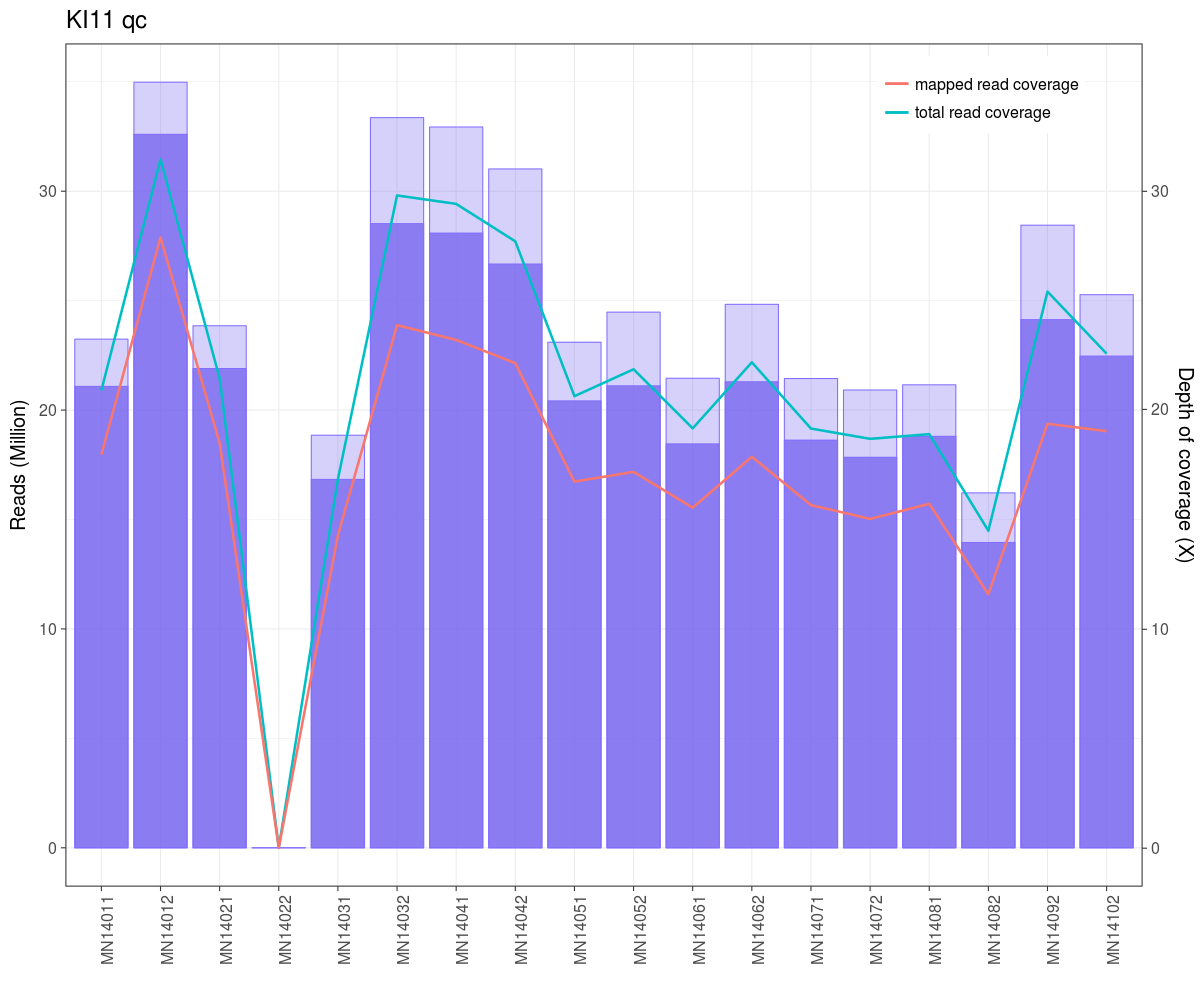 KI11 qc
mapped read coverage
total read coverage
Reads (Million)
30
20
10
0
30
20
10
0
Depth of coverage (X)
MN14011
MN14012
MN14021
MN14022
MN14031
MN14032
MN14041
MN14042
MN14051
MN14052
MN14061
MN14062
MN14071
MN14072
MN14081
MN14082
MN14092
MN14102